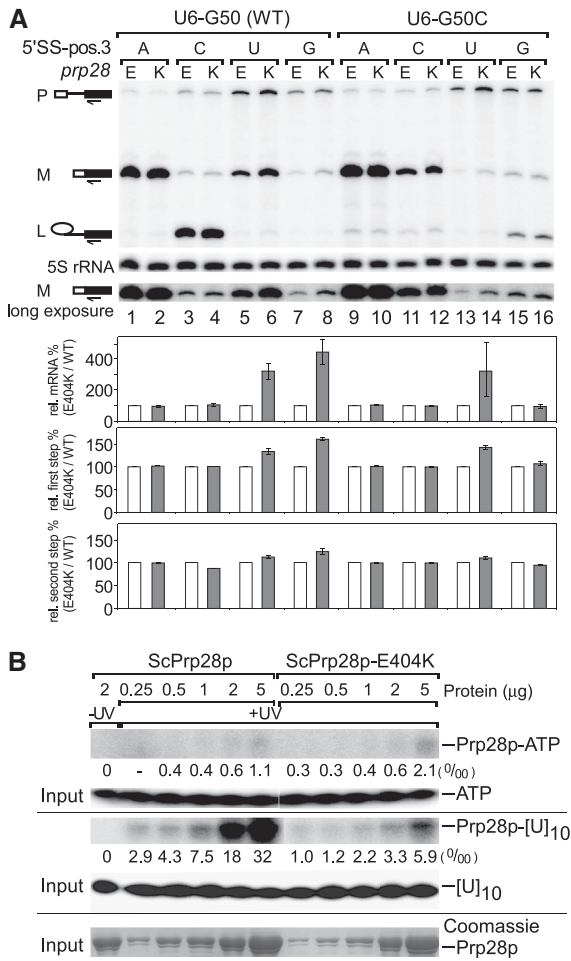 A
U6-G50 (WT) U6-G50C
5'SS-pos.3 A C U G A C U G
prp28 E K E K E K E K E K E K E K E K
P
M
L
5S rRNA
M
long exposure 1 2 3 4 5 6 7 8 9 10 11 12 13 14 15 16
rel. mRNA %
(E404K / WT)
400
200
0
rel. first step %
(E404K / WT)
150
100
50
0
rel. second step %
(E404K / WT)
150
100
50
0
B
ScPrp28p ScPrp28p-E404K
2 0.25 0.5 1 2 5 0.25 0.5 1 2 5 Protein (µg)
-UV +UV
Prp28p-ATP
0 - 0.4 0.4 0.6 1.1 0.3 0.3 0.4 0.6 2.1 (0/00)
Input ATP
Prp28p-[U]10
0 2.9 4.3 7.5 18 32 1.0 1.2 2.2 3.3 5.9 (0/00)
Input [U]10
Coomassie
Input Prp28p